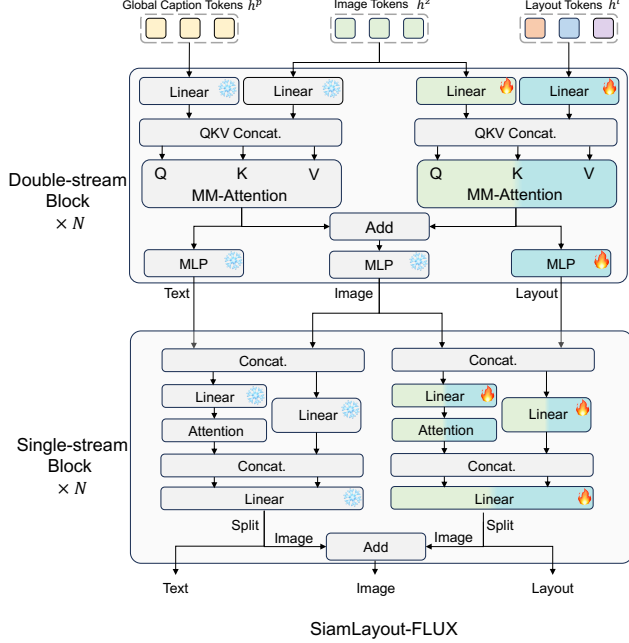 Global Caption Tokens h^p
Image Tokens h^z
Layout Tokens h^l
Linear
Linear
Linear
Linear
QKV Concat.
QKV Concat.
Q K V
MM-Attention
Q K V
MM-Attention
Double-stream
Block
× N
Add
MLP
MLP
MLP
Text
Image
Layout
Concat.
Concat.
Linear
Linear
Attention
Linear
Linear
Attention
Single-stream
Block
× N
Concat.
Concat.
Linear
Linear
Split
Image
Add
Image
Split
Text
Image
Layout
SiamLayout-FLUX